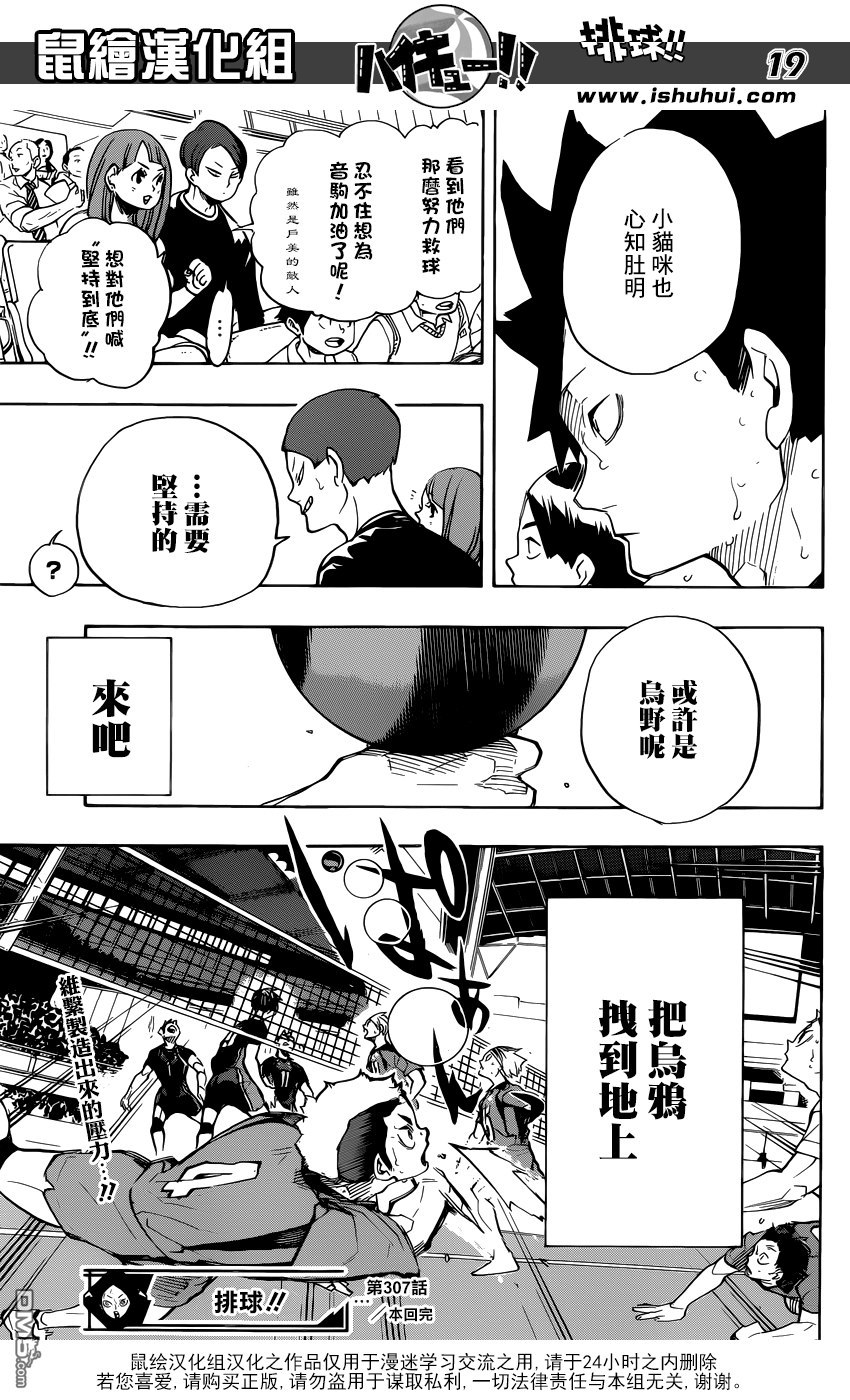 鼠繪漢化組
ハイキュー!!
排球!!
19
www.ishuhui.com
小貓咪也
心知肚明
看到他們
那麼努力救球
忍不住想為
音駒加油了呢!
雖然是戶美的敵人
…
想對他們喊
"堅持到底"!!
…需要
堅持的
?
或許是
烏野呢
來吧
把烏鴉
拽到地上
維繫製造出來的壓力…!!
11
排球!!
第307話
…/本回完
DM5.com
鼠绘汉化组汉化之作品仅用于漫迷学习交流之用,请于24小时之内删除
若您喜爱,请购买正版,请勿盗用于谋取私利,一切法律责任与本组无关,谢谢。